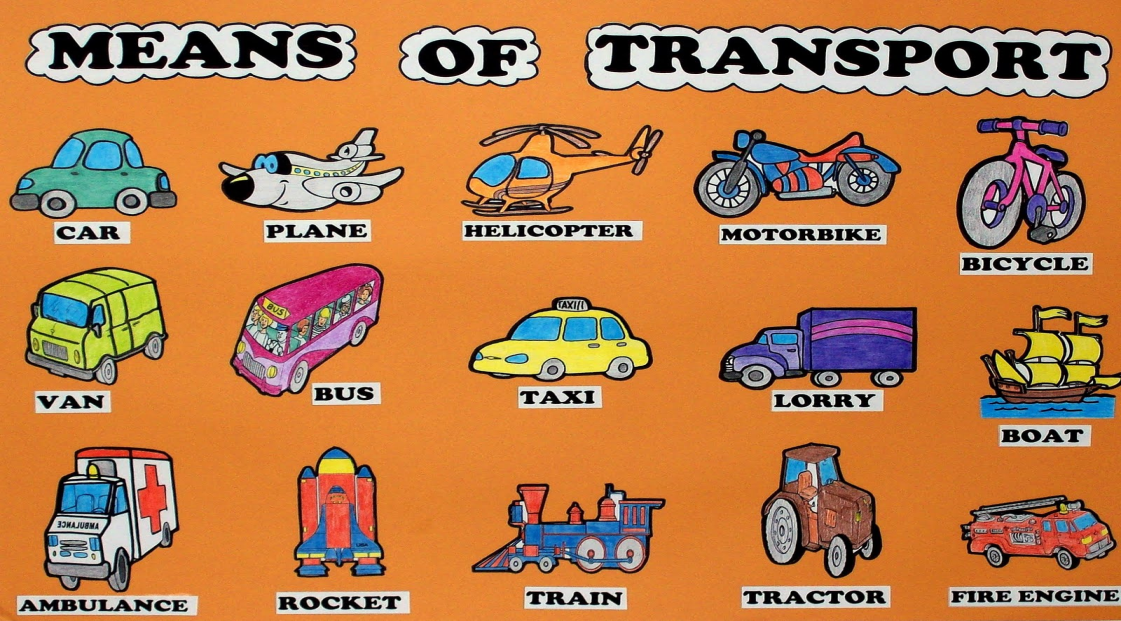 MEANS OF TRANSPORT
CAR
PLANE
HELICOPTER
MOTORBIKE
BICYCLE
VAN
BUS
BUS
TAXI
TAXI
LORRY
BOAT
AMBULANCE
AMBULANCE
ROCKET
TRAIN
TRACTOR
FIRE ENGINE